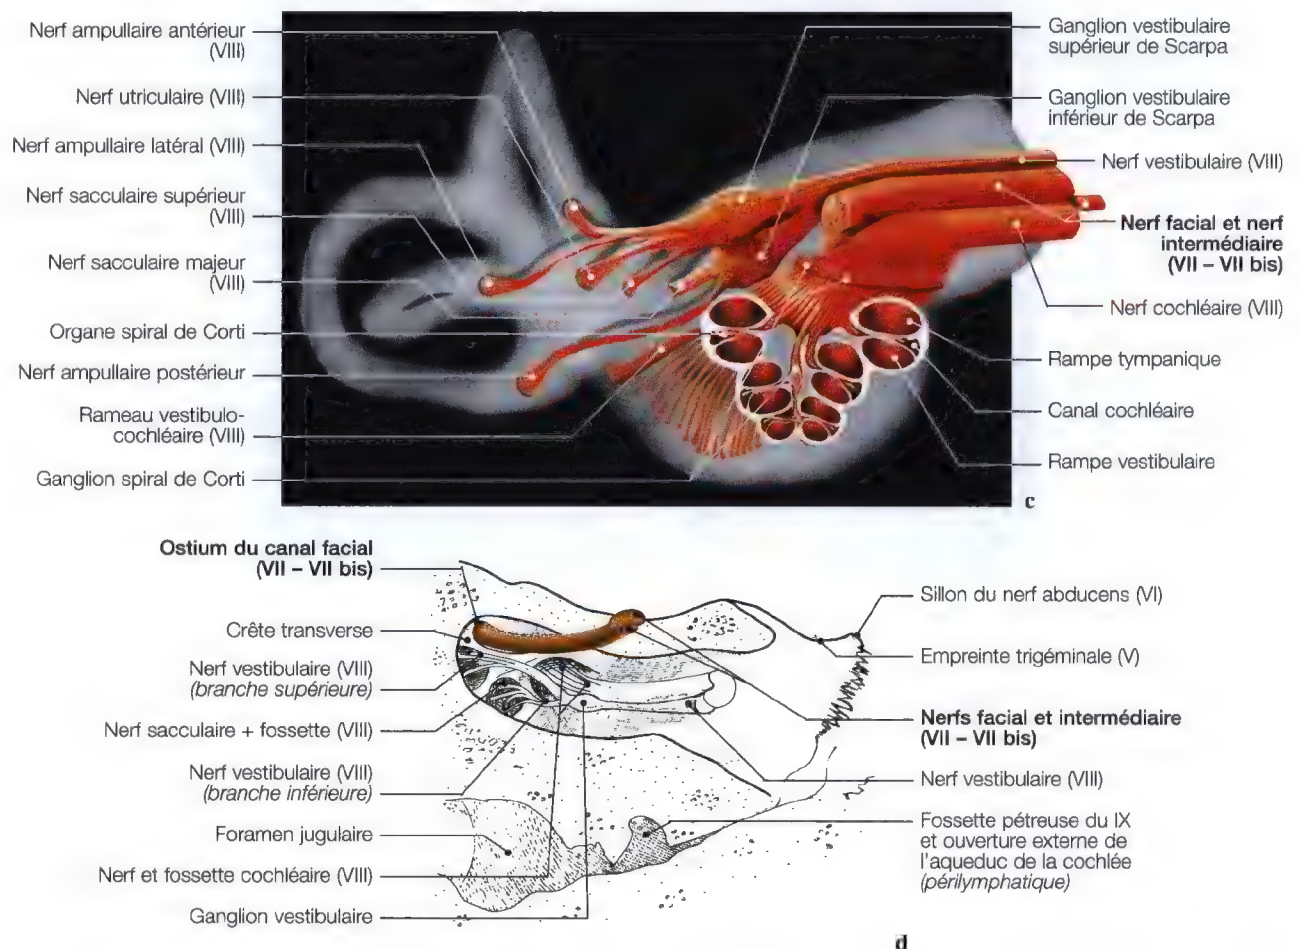 Nerf ampullaire antérieur
(VIII)
Nerf utriculaire (VIII)
Nerf ampullaire latéral (VIII)
Nerf sacculaire supérieur
(VIII)
Nerf sacculaire majeur
(VIII)
Organe spiral de Corti
Nerf ampullaire postérieur
Rameau vestibulo-
cochléaire (VIII)
Ganglion spiral de Corti
Ganglion vestibulaire
supérieur de Scarpa
Ganglion vestibulaire
inférieur de Scarpa
Nerf vestibulaire (VIII)
Nerf facial et nerf
intermédiaire
(VII – VII bis)
Nerf cochléaire (VIII)
Rampe tympanique
Canal cochléaire
Rampe vestibulaire
c
Ostium du canal facial
(VII – VII bis)
Crête transverse
Nerf vestibulaire (VIII)
(branche supérieure)
Nerf sacculaire + fossette (VIII)
Nerf vestibulaire (VIII)
(branche inférieure)
Foramen jugulaire
Nerf et fossette cochléaire (VIII)
Ganglion vestibulaire
Sillon du nerf abducens (VI)
Empreinte trigéminale (V)
Nerfs facial et intermédiaire
(VII – VII bis)
Nerf vestibulaire (VIII)
Fossette pétreuse du IX
et ouverture externe de
l'aqueduc de la cochlée
(périlymphatique)
d